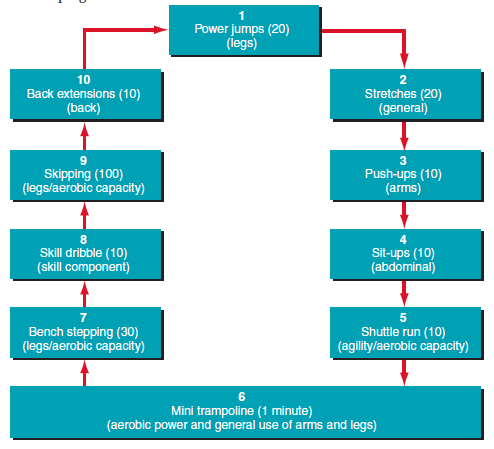 1
Power jumps (20)
(legs)
2
Stretches (20)
(general)
3
Push-ups (10)
(arms)
4
Sit-ups (10)
(abdominal)
5
Shuttle run (10)
(agility/aerobic capacity)
6
Mini trampoline (1 minute)
(aerobic power and general use of arms and legs)
7
Bench stepping (30)
(legs/aerobic capacity)
8
Skill dribble (10)
(skill component)
9
Skipping (100)
(legs/aerobic capacity)
10
Back extensions (10)
(back)